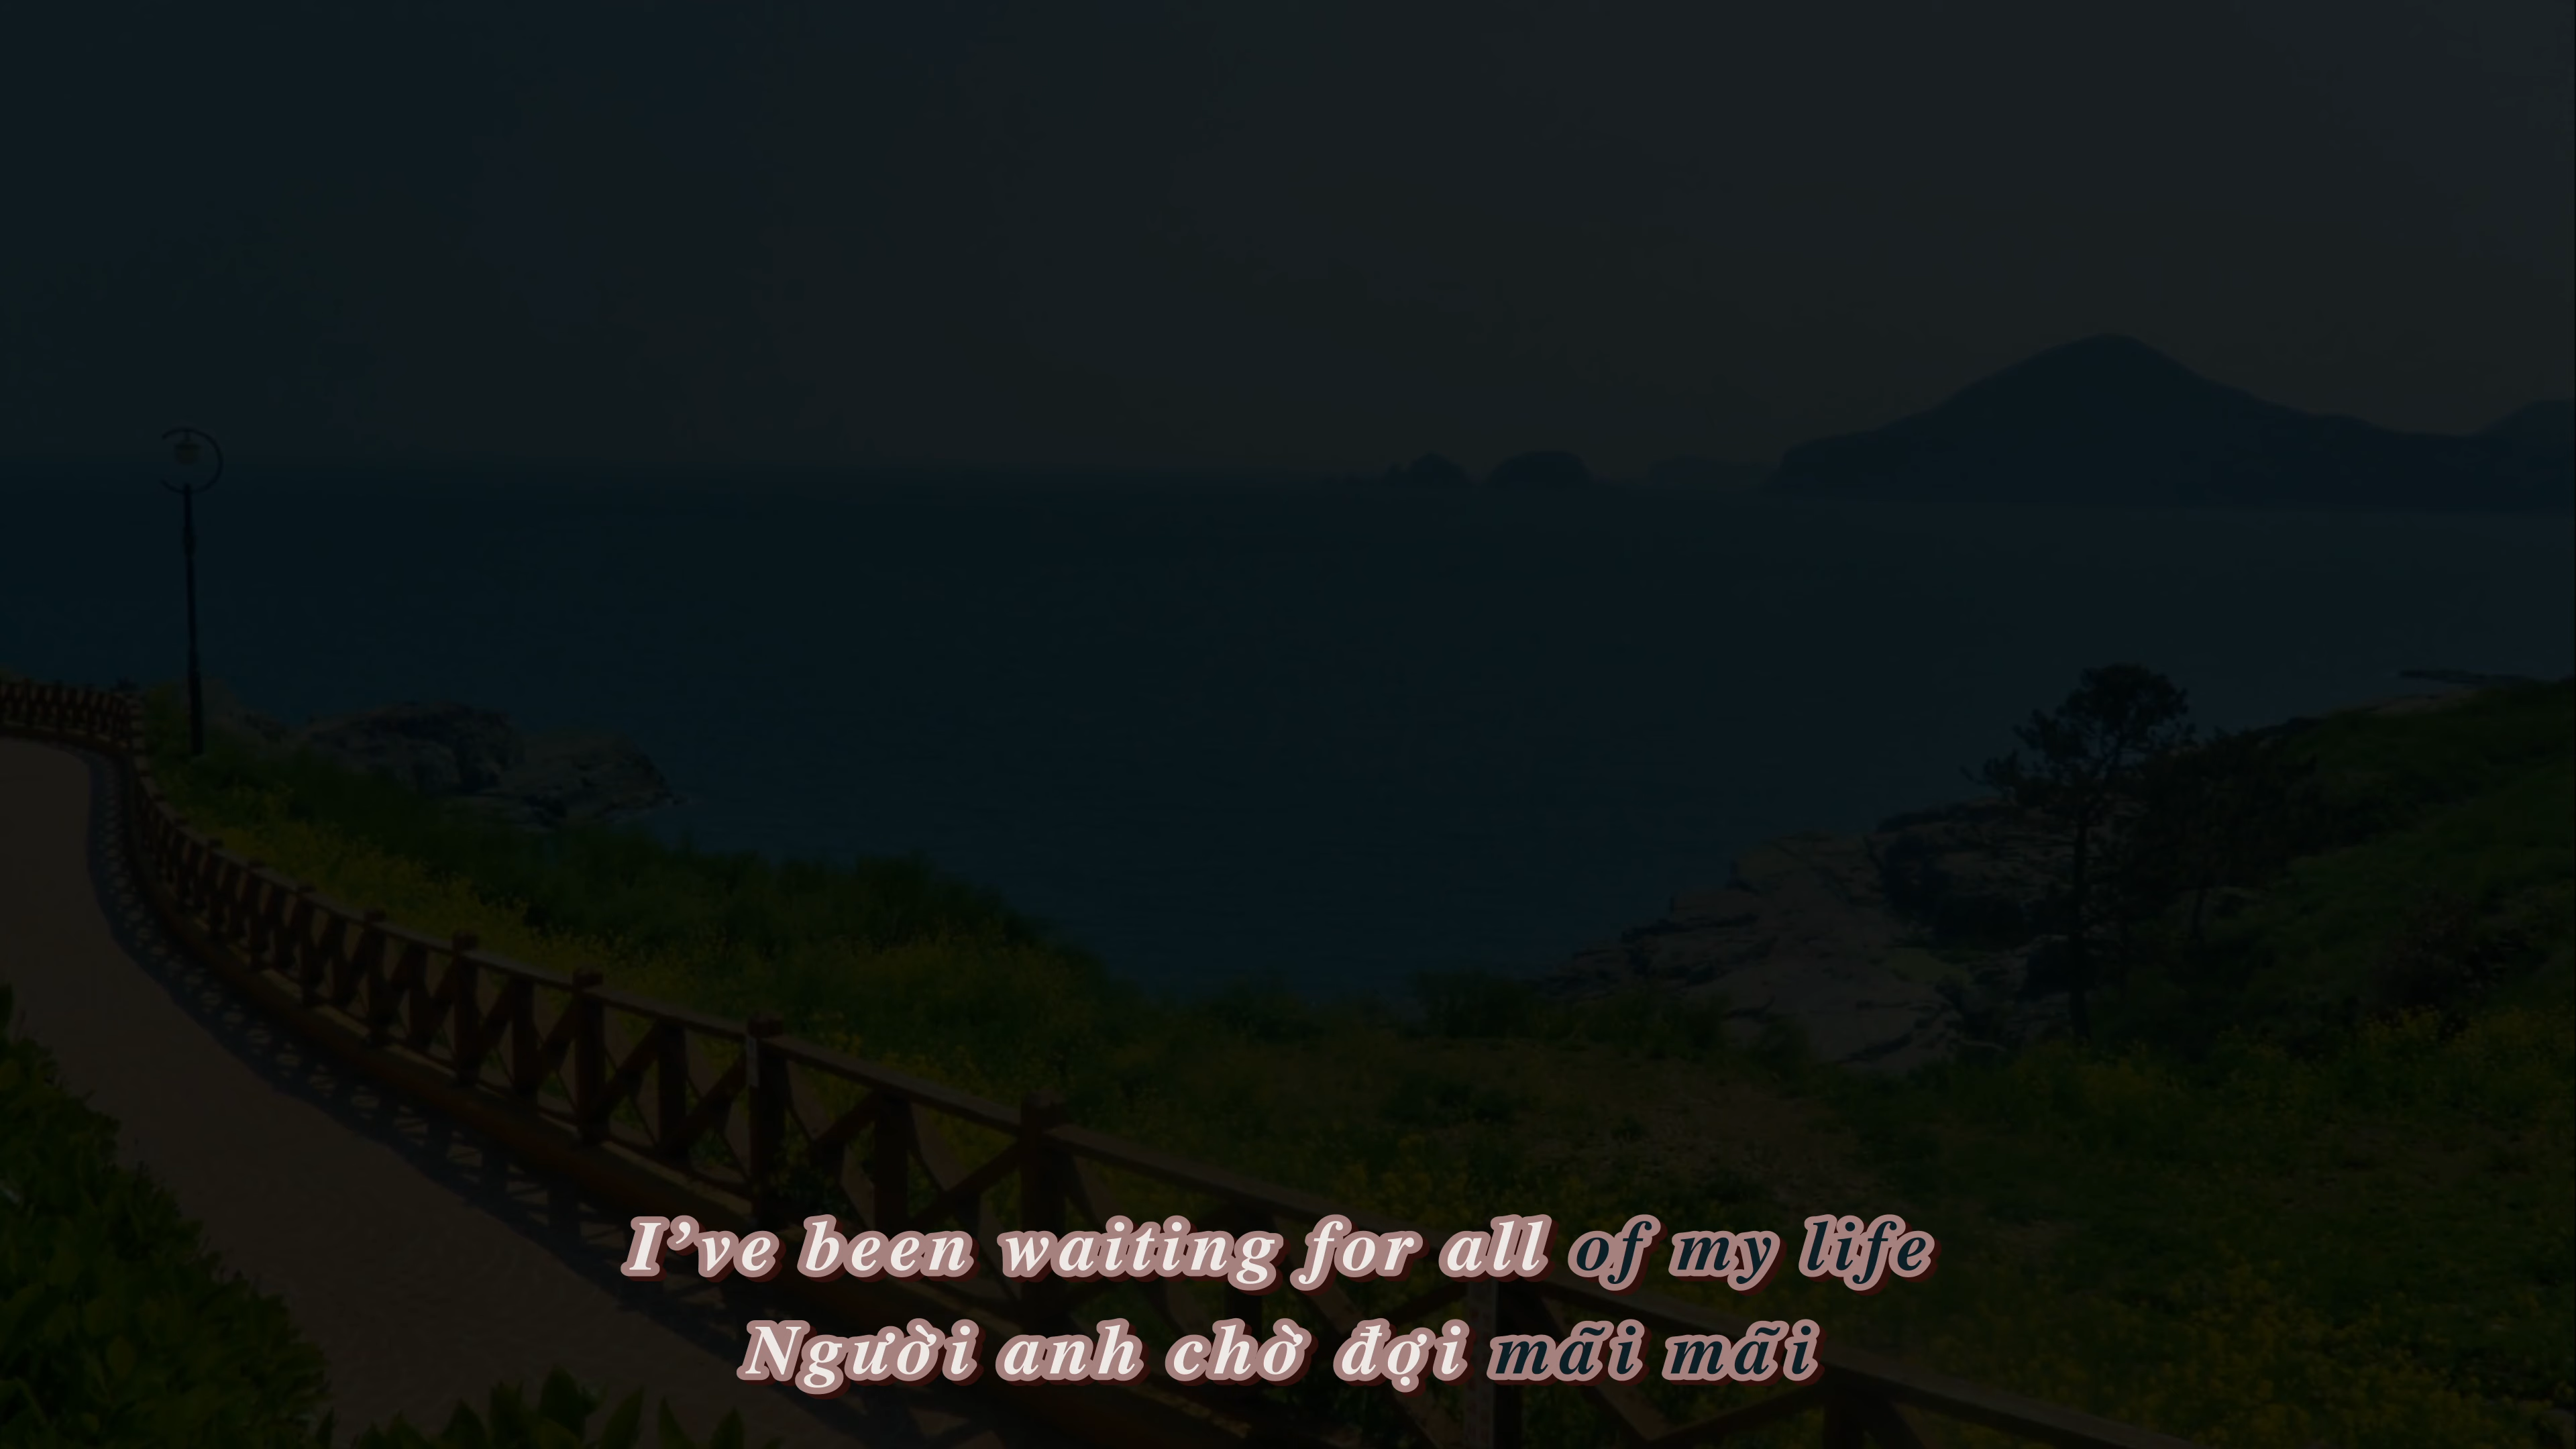 I’ve been waiting for all of my life
Người anh chờ đợi mãi mãi